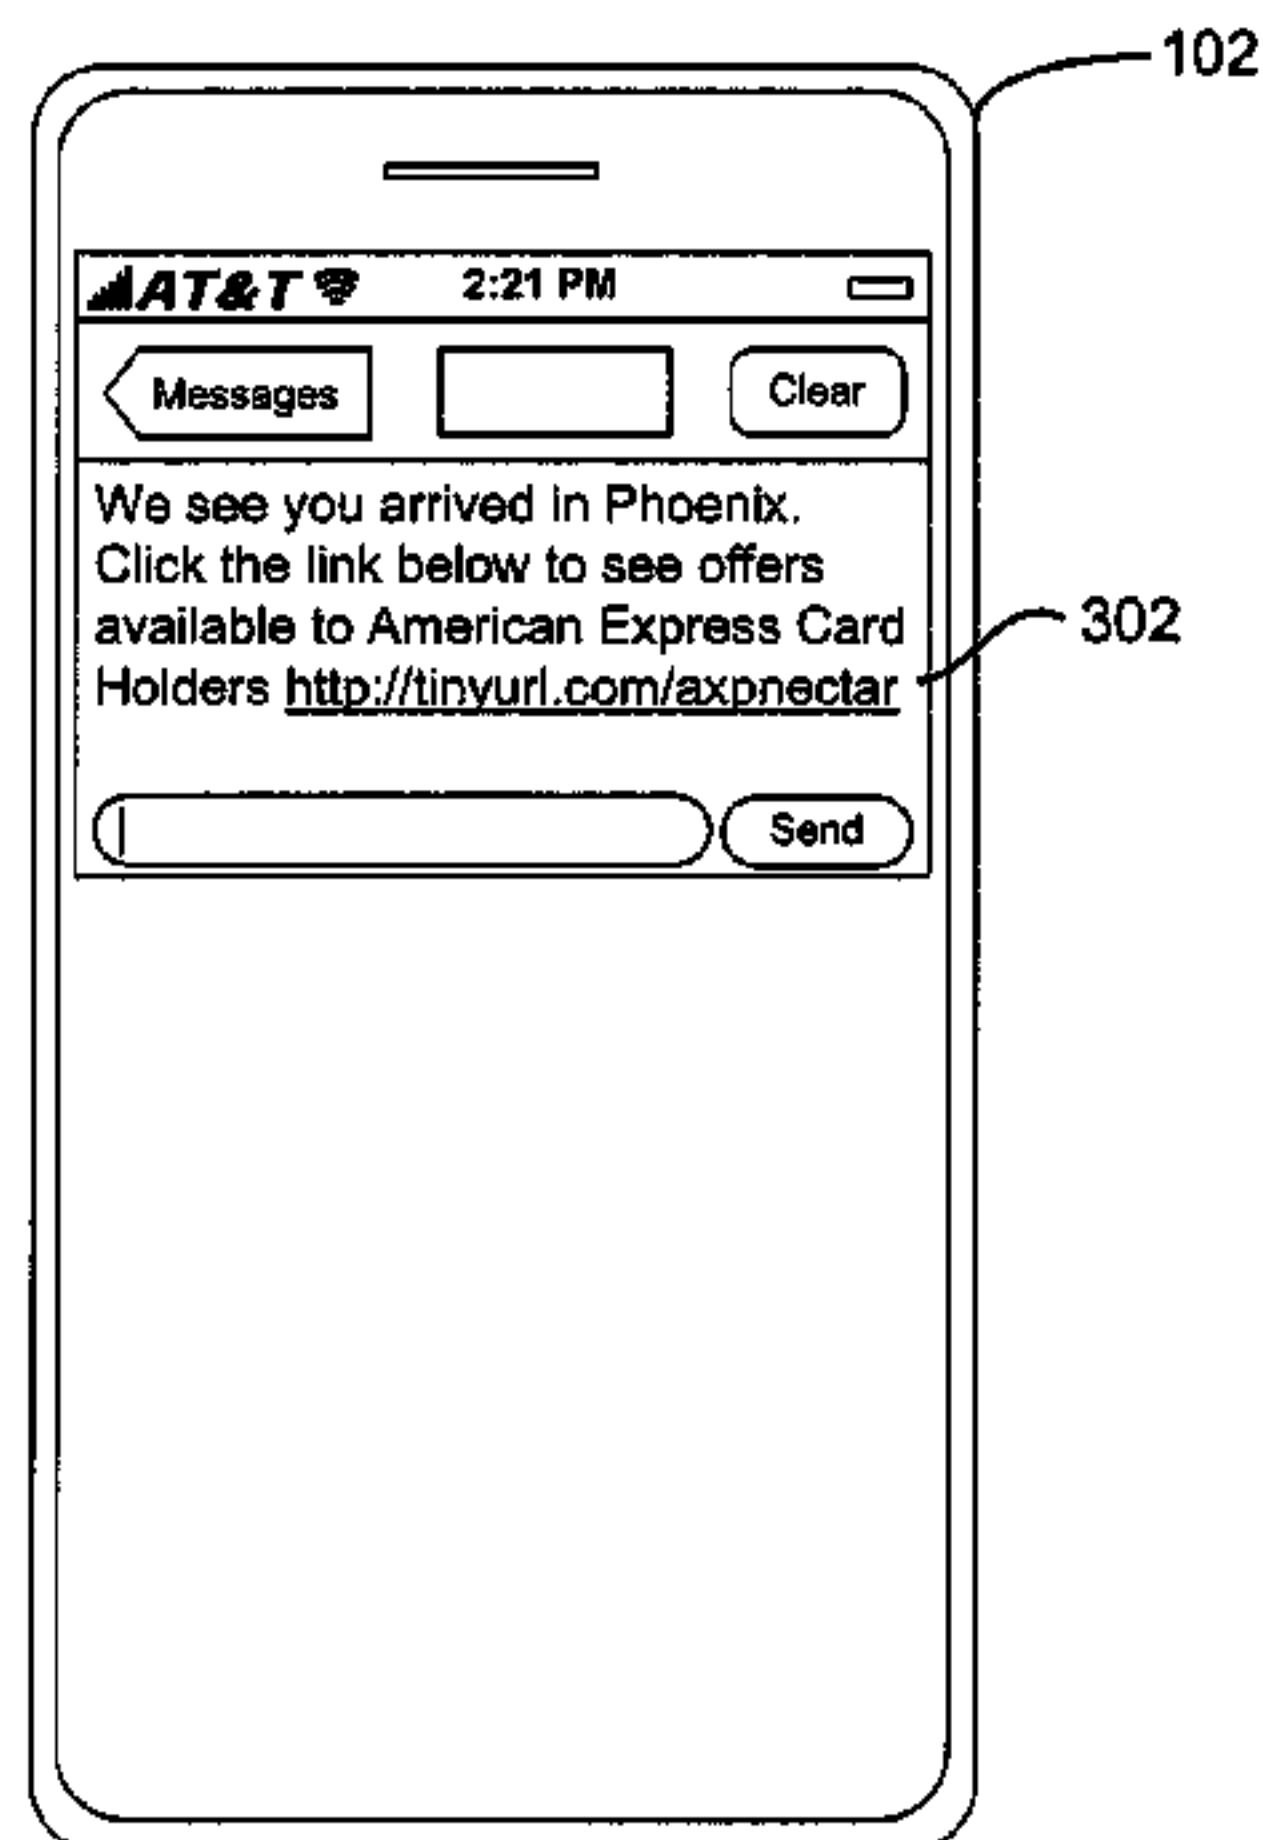 102
AT&T 2:21 PM
Messages Clear
We see you arrived in Phoenix.
Click the link below to see offers
available to American Express Card
Holders http://tinyurl.com/axpnectar
302
Send